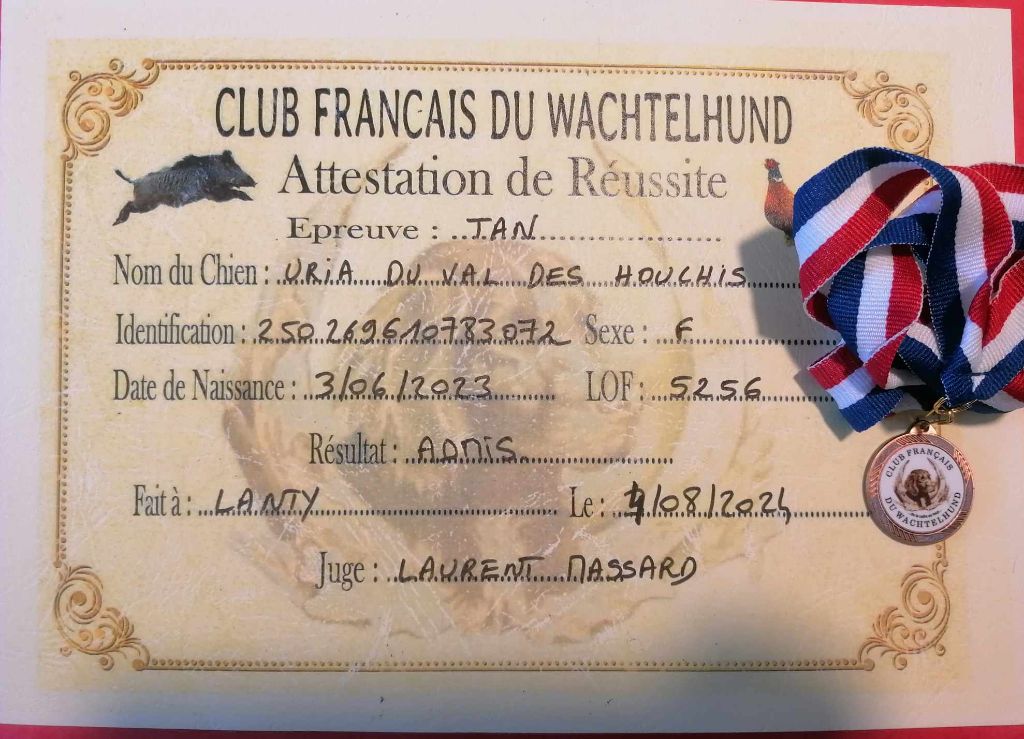 CLUB FRANCAIS DU WACHTELHUND
Attestation de Réussite
Epreuve : TAN
Nom du Chien : URIA DU VAL DES HOUCHIS
Identification : 250269610783072 Sexe : F
Date de Naissance : 3/06/2023 LOF : 5256
Résultat : ADMIS
Fait à : LANTY Le : /08/2024
Juge : LAURENT MASSARD
CLUB FRANÇAIS
DU WACHTELHUND